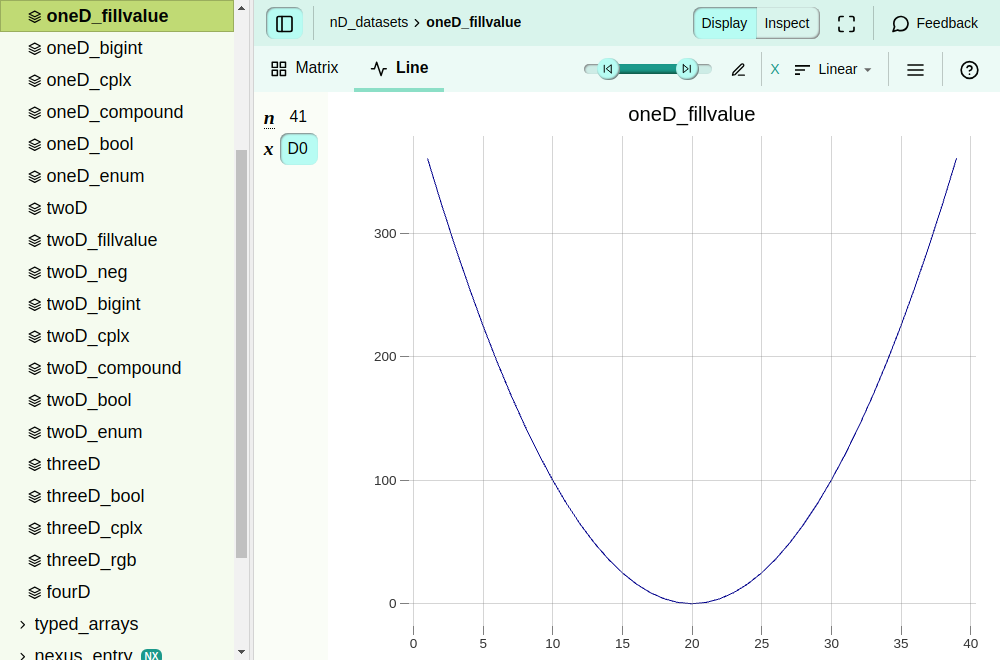 oneD_fillvalue
oneD_bigint
oneD_cplx
oneD_compound
oneD_bool
oneD_enum
twoD
twoD_fillvalue
twoD_neg
twoD_bigint
twoD_cplx
twoD_compound
twoD_bool
twoD_enum
threeD
threeD_bool
threeD_cplx
threeD_rgb
fourD
typed_arrays
nexus_entry NX
nD_datasets › oneD_fillvalue
Display Inspect Feedback
Matrix Line X Linear
n 41
x D0
oneD_fillvalue
300
200
100
0
0 5 10 15 20 25 30 35 40